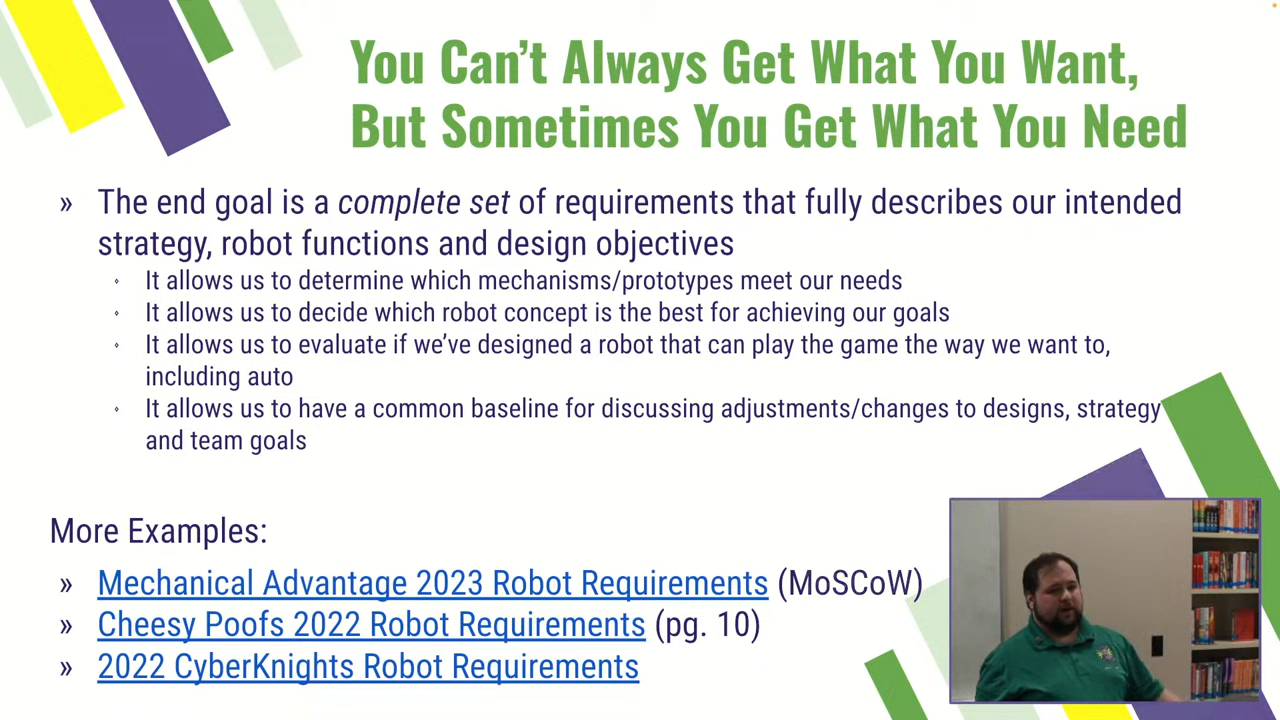 You Can’t Always Get What You Want,
But Sometimes You Get What You Need
» The end goal is a complete set of requirements that fully describes our intended
strategy, robot functions and design objectives
It allows us to determine which mechanisms/prototypes meet our needs
It allows us to decide which robot concept is the best for achieving our goals
It allows us to evaluate if we’ve designed a robot that can play the game the way we want to,
including auto
It allows us to have a common baseline for discussing adjustments/changes to designs, strategy
and team goals
More Examples:
» Mechanical Advantage 2023 Robot Requirements (MoSCoW)
» Cheesy Poofs 2022 Robot Requirements (pg. 10)
» 2022 CyberKnights Robot Requirements